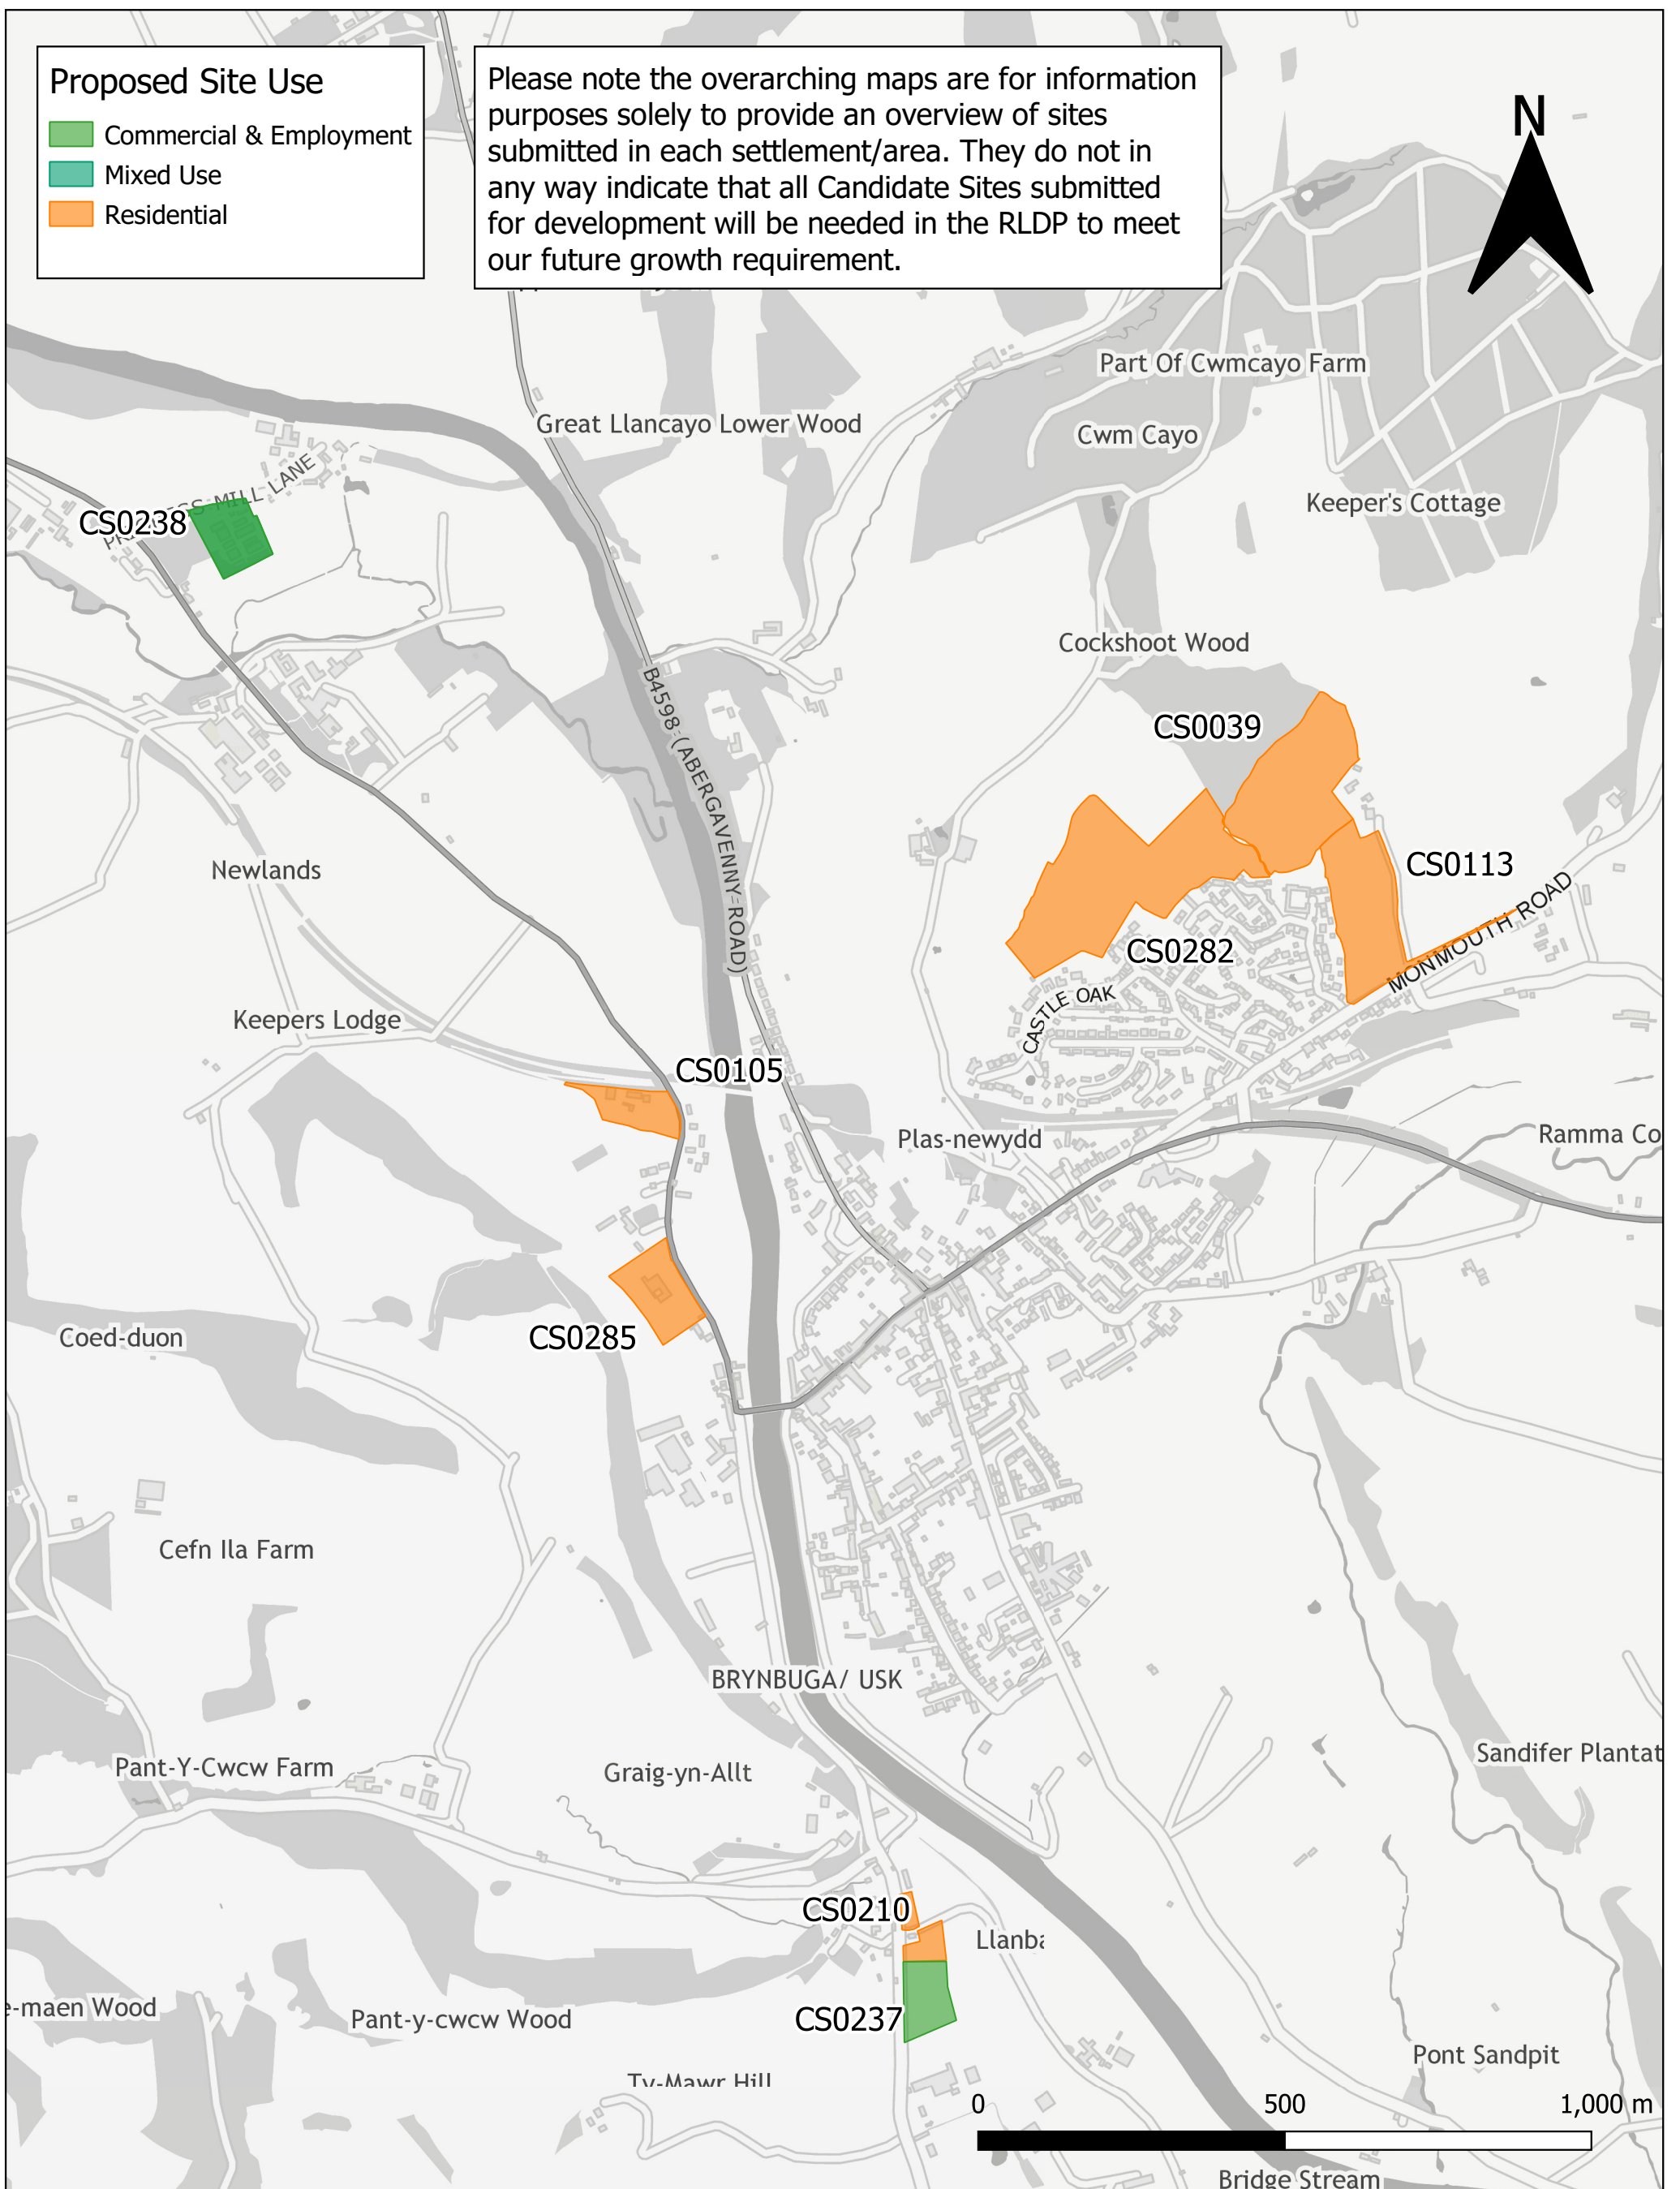 Proposed Site Use
Commercial & Employment
Mixed Use
Residential
Please note the overarching maps are for information
purposes solely to provide an overview of sites
submitted in each settlement/area. They do not in
any way indicate that all Candidate Sites submitted
for development will be needed in the RLDP to meet
our future growth requirement.
N
Part Of Cwmcayo Farm
Great Llancayo Lower Wood
Cwm Cayo
MILL LANE
Keeper's Cottage
CS0238
Cockshoot Wood
B4598 (ABERGAVENNY ROAD)
CS0039
Newlands
CS0113
MONMOUTH ROAD
CS0282
CASTLE OAK
Keepers Lodge
CS0105
Plas-newydd
Ramma Co
CS0285
Coed-duon
Cefn Ila Farm
BRYNBUGA/ USK
Sandifer Plantat
Pant-Y-Cwcw Farm
Graig-yn-Allt
CS0210
Llanba
e-maen Wood
Pant-y-cwcw Wood
CS0237
Pont Sandpit
Ty-Mawr Hill
0 500 1,000 m
Bridge Stream